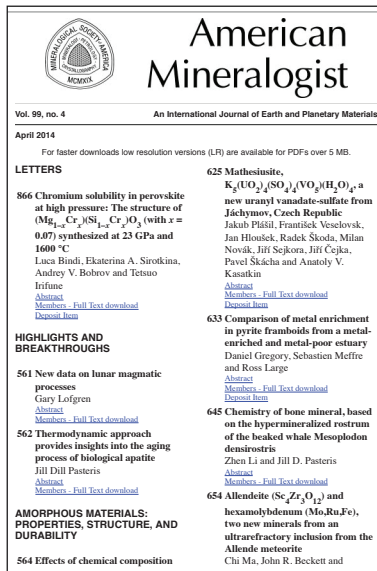 MINERALOGICAL SOCIETY OF AMERICA
MINERALOGY · PETROLOGY
CRYSTALLOGRAPHY
MCMXIX
American
Mineralogist
Vol. 99, no. 4
An International Journal of Earth and Planetary Materials
April 2014
For faster downloads low resolution versions (LR) are available for PDFs over 5 MB.
LETTERS
866 Chromium solubility in perovskite
at high pressure: The structure of
(Mg1–xCrx)(Si1–xCrx)O3 (with x =
0.07) synthesized at 23 GPa and
1600 °C
Luca Bindi, Ekaterina A. Sirotkina,
Andrey V. Bobrov and Tetsuo
Irifune
Abstract
Members - Full Text download
Deposit Item
HIGHLIGHTS AND
BREAKTHROUGHS
561 New data on lunar magmatic
processes
Gary Lofgren
Abstract
Members - Full Text download
562 Thermodynamic approach
provides insights into the aging
process of biological apatite
Jill Dill Pasteris
Abstract
Members - Full Text download
AMORPHOUS MATERIALS:
PROPERTIES, STRUCTURE, AND
DURABILITY
564 Effects of chemical composition
625 Mathesiusite,
K5(UO2)4(SO4)4(VO5)(H2O)4, a
new uranyl vanadate-sulfate from
Jáchymov, Czech Republic
Jakub Plášil, František Veselovsk,
Jan Hloušek, Radek Škoda, Milan
Novák, Jiří Sejkora, Jiří Čejka,
Pavel Škácha and Anatoly V.
Kasatkin
Abstract
Members - Full Text download
Deposit Item
633 Comparison of metal enrichment
in pyrite framboids from a metal-
enriched and metal-poor estuary
Daniel Gregory, Sebastien Meffre
and Ross Large
Abstract
Members - Full Text download
Deposit Item
645 Chemistry of bone mineral, based
on the hypermineralized rostrum
of the beaked whale Mesoplodon
densirostris
Zhen Li and Jill D. Pasteris
Abstract
Members - Full Text download
654 Allendeite (Sc4Zr3O12) and
hexamolybdenum (Mo,Ru,Fe),
two new minerals from an
ultrarefractory inclusion from the
Allende meteorite
Chi Ma, John R. Beckett and